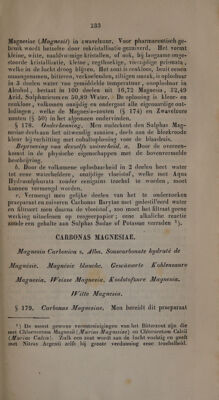 233
Magnesiae (Magnesit) in zwavelzuur. Voor pharmaceutisch ge-
bruik wordt hetzelve door rekristallisatie gezuiverd. Het vormt
kleine, witte, naaldvormige kristallen, of ook, bij langzame inge-
stoorde kristallisatie, kleine, regthoekige, vierzijdige prismata,
welke in de lucht droog blijven. Het zout is reukloos, bezit eenen
onaangenamen, bitteren, verkoelenden, ziltigen smaak, is oplosbaar
in 3 deelen water van gemiddelde temperatuur, onoplosbaar in
Alcohol, bestaat in 100 deelen uit 16,72 Magnesia, 32,49
Acid. Sulphuricum en 50,89 Water. De oplossing is kleur- en
reukloos, volkomen onzijdig en ondergaat alle eigenaardige ont-
ledingen, welke de Magnesia-zouten (§ 174) en Zwavelzure
zouten (§ 50) in het algemeen ondervinden.
§ 178. Onderkenning. Men onderkent den Sulphas Mag-
nesiae deelbaar het uitwendig aanzien, deels aan de bloedroode
kleur bij verhitting met cobaltoplossing voor de blaasbuis.
Beproeving van deszelfs zuiverheid. a. Door de overeen-
komst in de physische eigenschappen met de bovenvermelde
beschrijving.
b. Door de volkomene oplosbaarheid in 2 deelen heet water
tot eene waterheldere, onzijdige vloeistof, welke met Aqua
Hydrosulphurata zonder eenigzins troebel te worden, moet
kunnen vermengd worden.
c. Vermengt men gelijke deelen van het te onderzoeken
praeparaat en zuiveren Carbonas Barytae met gedestilleerd water
en filtreert men daarna de vloeistof, zoo moet het filtraat geene
werking uitoefenen op reageerpapier; eene alkalische reactie
zoude een gehalte aan Sulphas Sodae of Potassae verraden ¹).
CARBONAS MAGNESIAE.
Magnesia Carbonica s. Alba. Souscarbonate hydraté de
Magnésie. Magnésie blanche. Gewässerte Kohlensaure
Magnesia. Weisse Magnesia. Koolstofzure Magnesia.
Witte Magnesia.
§ 179. Carbonas Magnesiae. Men bereidt dit praeparaat
¹) De meest gewone verontreinigingen van het Bitterzout zijn die
met Chloruretum Magnesii (Murias Magnesiae) en Chloruretum Calcii
(Murias Calcis). Zulk een zout wordt aan de lucht vochtig en geeft
met Nitras Argenti zelfs bij groote verdunning eene troebelheid.